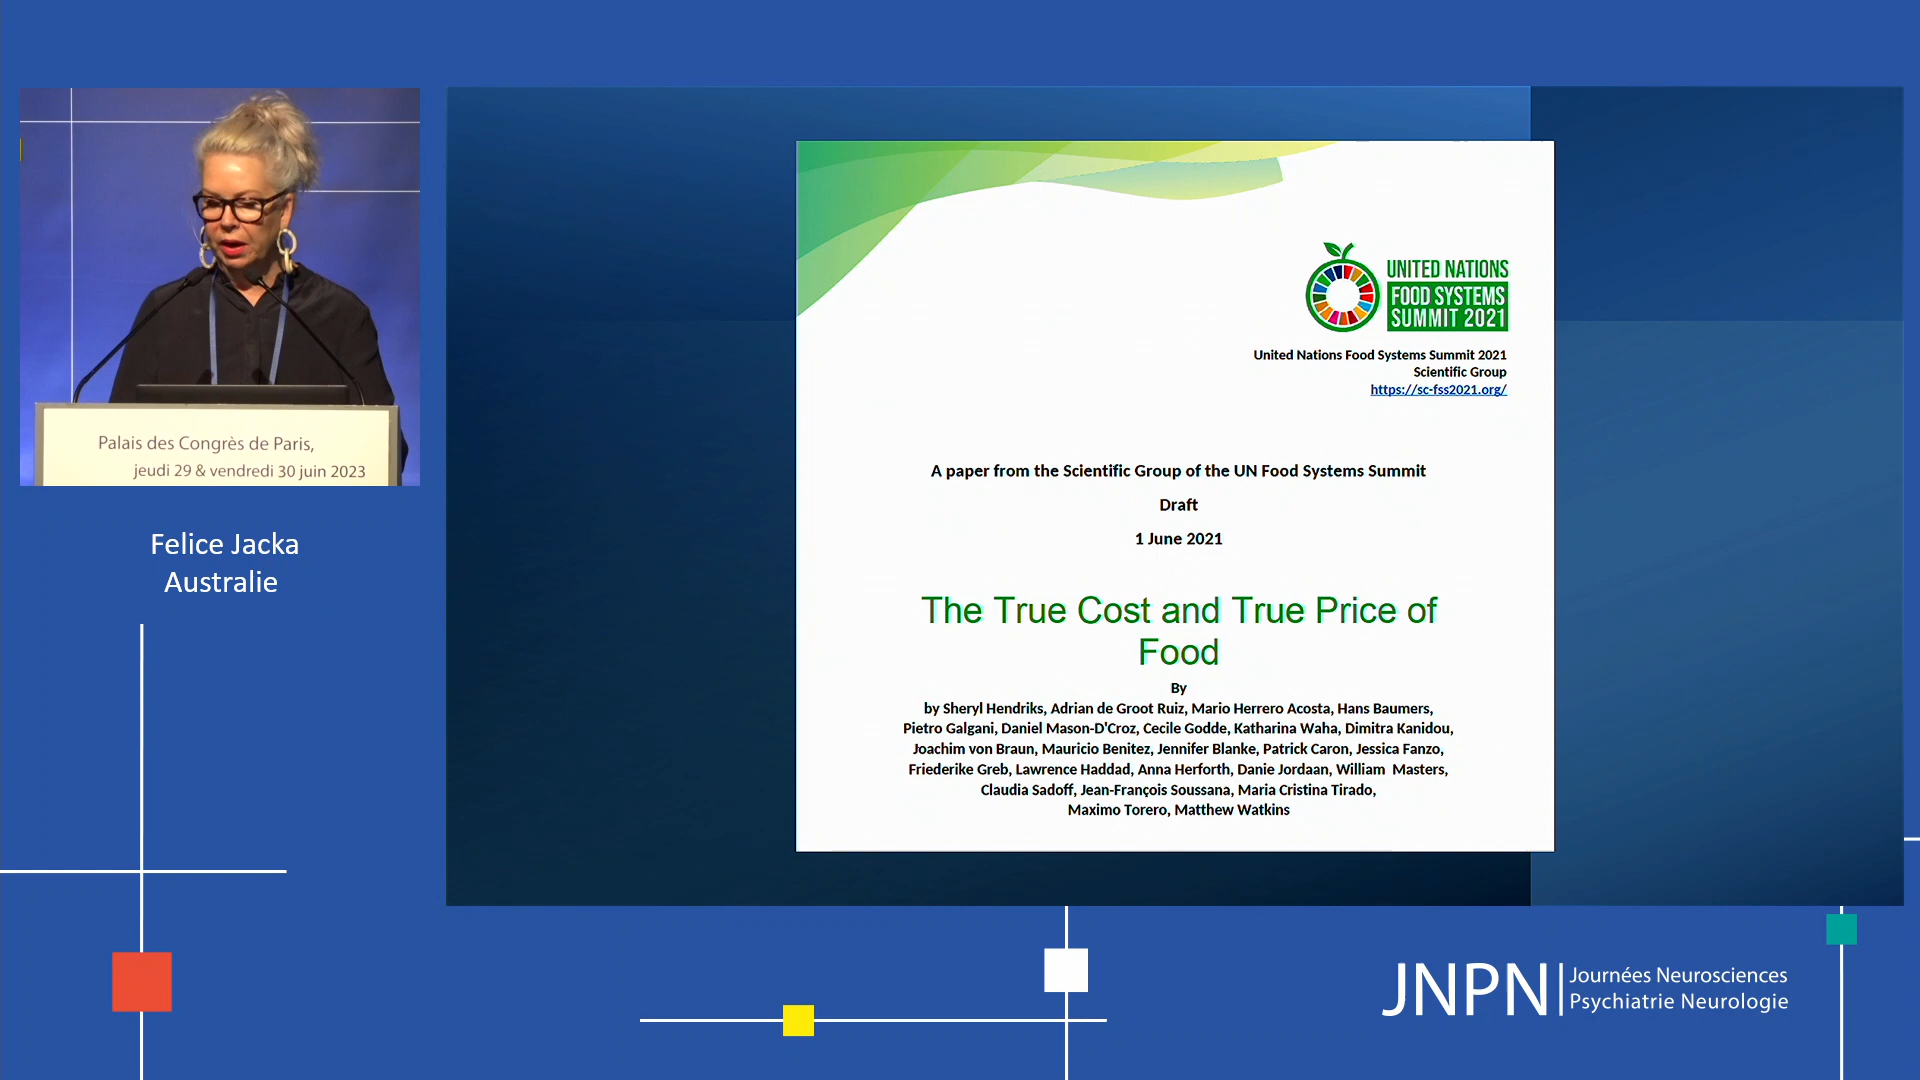 Palais des Congrès de Paris,
jeudi 29 & vendredi 30 juin 2023
Felice Jacka
Australie
UNITED NATIONS
FOOD SYSTEMS
SUMMIT 2021
United Nations Food Systems Summit 2021
Scientific Group
https://sc-fss2021.org/
A paper from the Scientific Group of the UN Food Systems Summit
Draft
1 June 2021
The True Cost and True Price of
Food
By
by Sheryl Hendriks, Adrian de Groot Ruiz, Mario Herrero Acosta, Hans Baumers,
Pietro Galgani, Daniel Mason-D'Croz, Cecile Godde, Katharina Waha, Dimitra Kanidou,
Joachim von Braun, Mauricio Benitez, Jennifer Blanke, Patrick Caron, Jessica Fanzo,
Friederike Greb, Lawrence Haddad, Anna Herforth, Danie Jordaan, William  Masters,
Claudia Sadoff, Jean-François Soussana, Maria Cristina Tirado,
Maximo Torero, Matthew Watkins
JNPN
Journées Neurosciences
Psychiatrie Neurologie